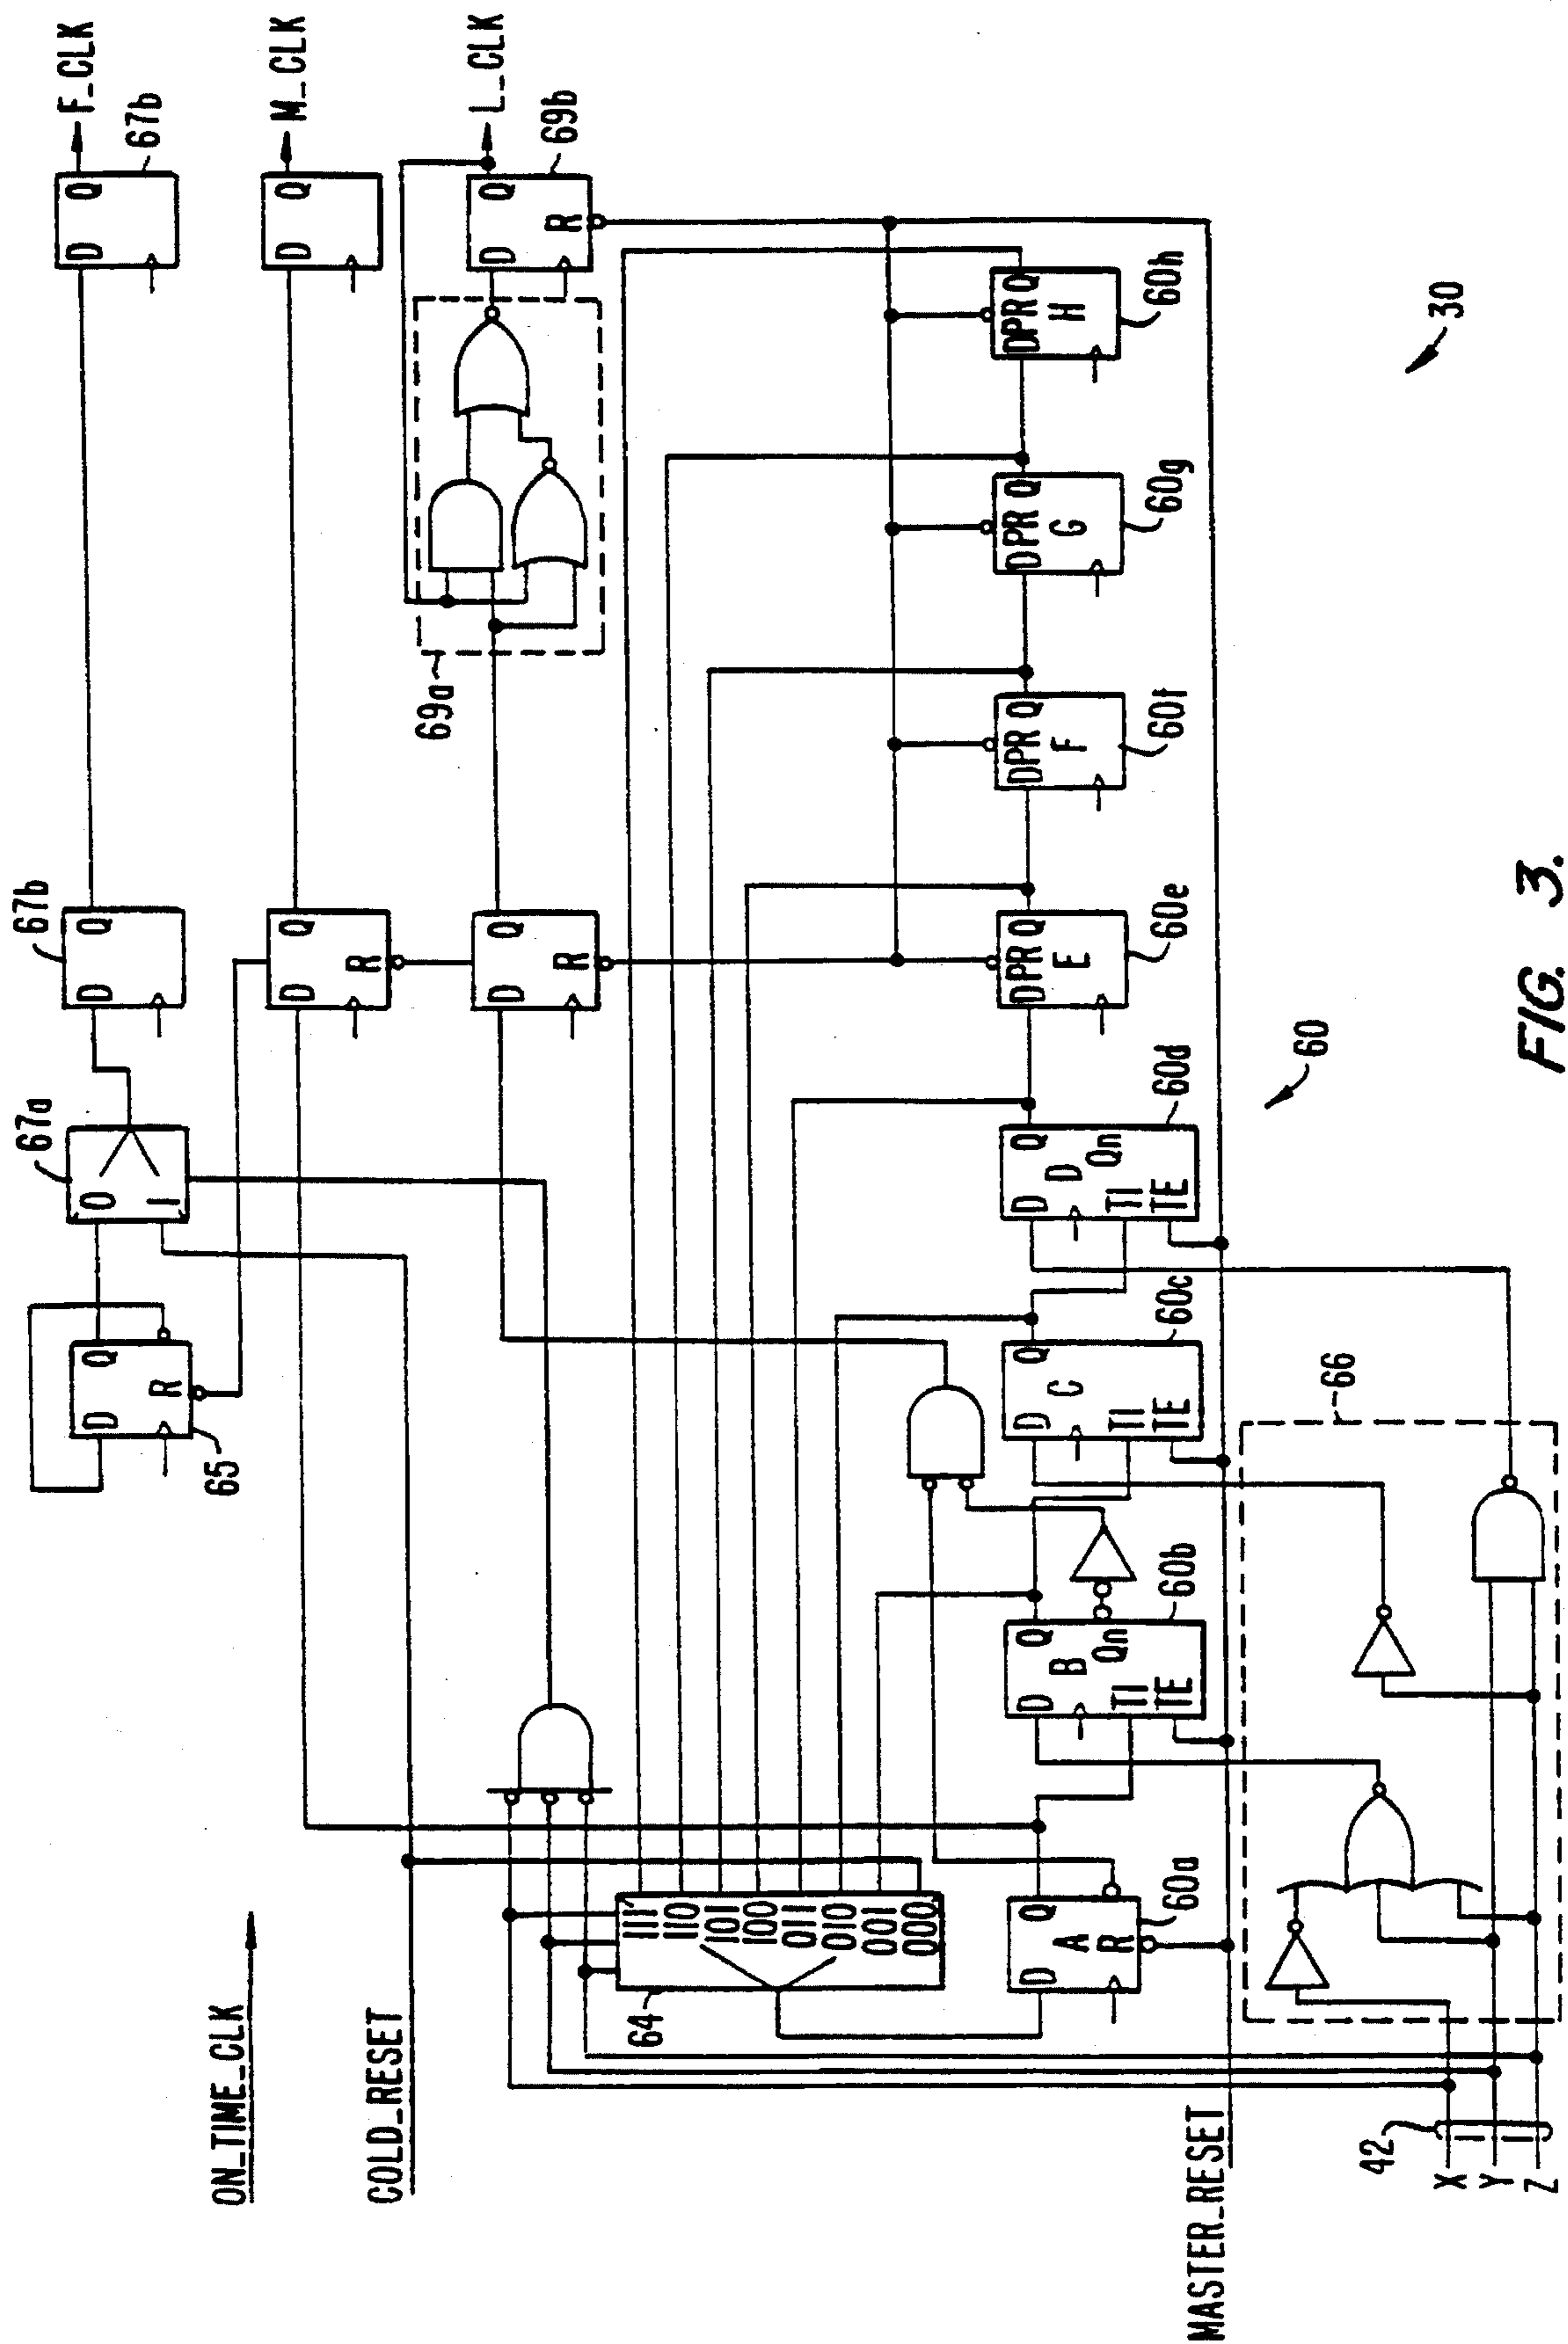 ON_TIME_CLK
COLD_RESET
MASTER_RESET
42
X
Y
Z
65
D Q
R
67a
0
1
67b
D Q
67b
D Q
F_CLK
D Q
R
D Q
M_CLK
D Q
R
69a
69b
D Q
R
L_CLK
64
111
110
101
100
011
010
001
000
60a
D Q
A
R
60b
D Q
B
Qn
TI
TE
60c
D Q
C
TI
TE
60d
D Q
D
Qn
TI
TE
60e
DPR Q
E
60f
DPR Q
F
60g
DPR Q
G
60h
DPR Q
H
66
60
30
FIG. 3.